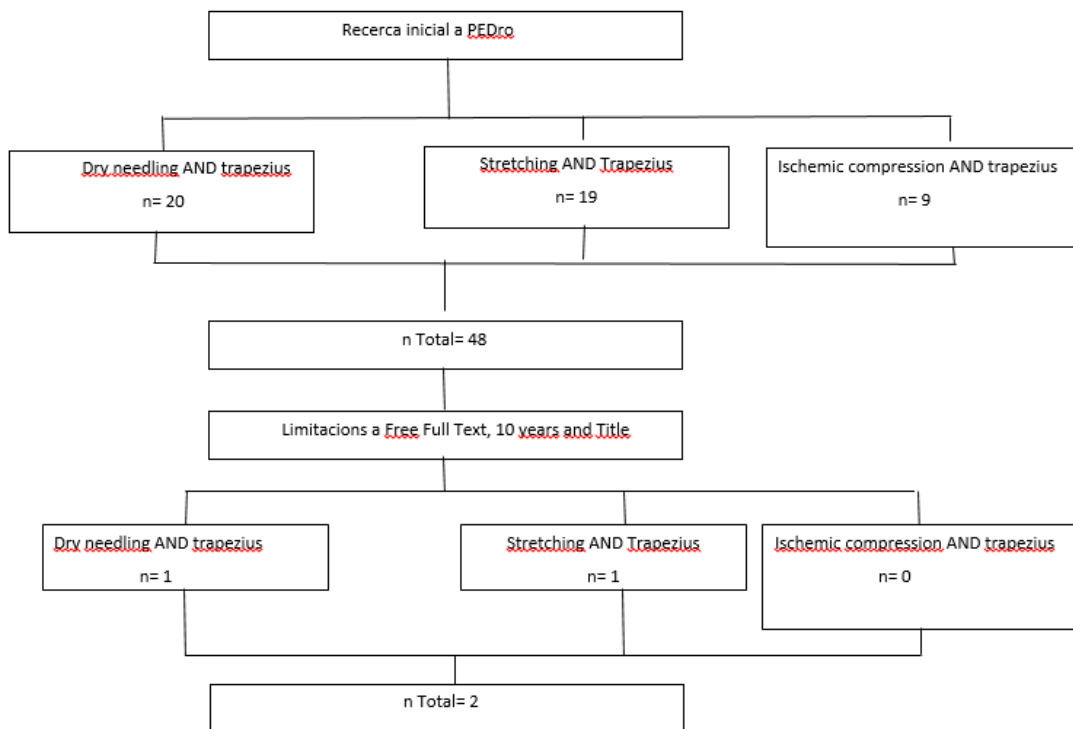 Recerca inicial a PEDro
Dry needling AND trapezius
n= 20
Stretching AND Trapezius
n= 19
Ischemic compression AND trapezius
n= 9
n Total= 48
Limitacions a Free Full Text, 10 years and Title
Dry needling AND trapezius
n= 1
Stretching AND Trapezius
n= 1
Ischemic compression AND trapezius
n= 0
n Total= 2